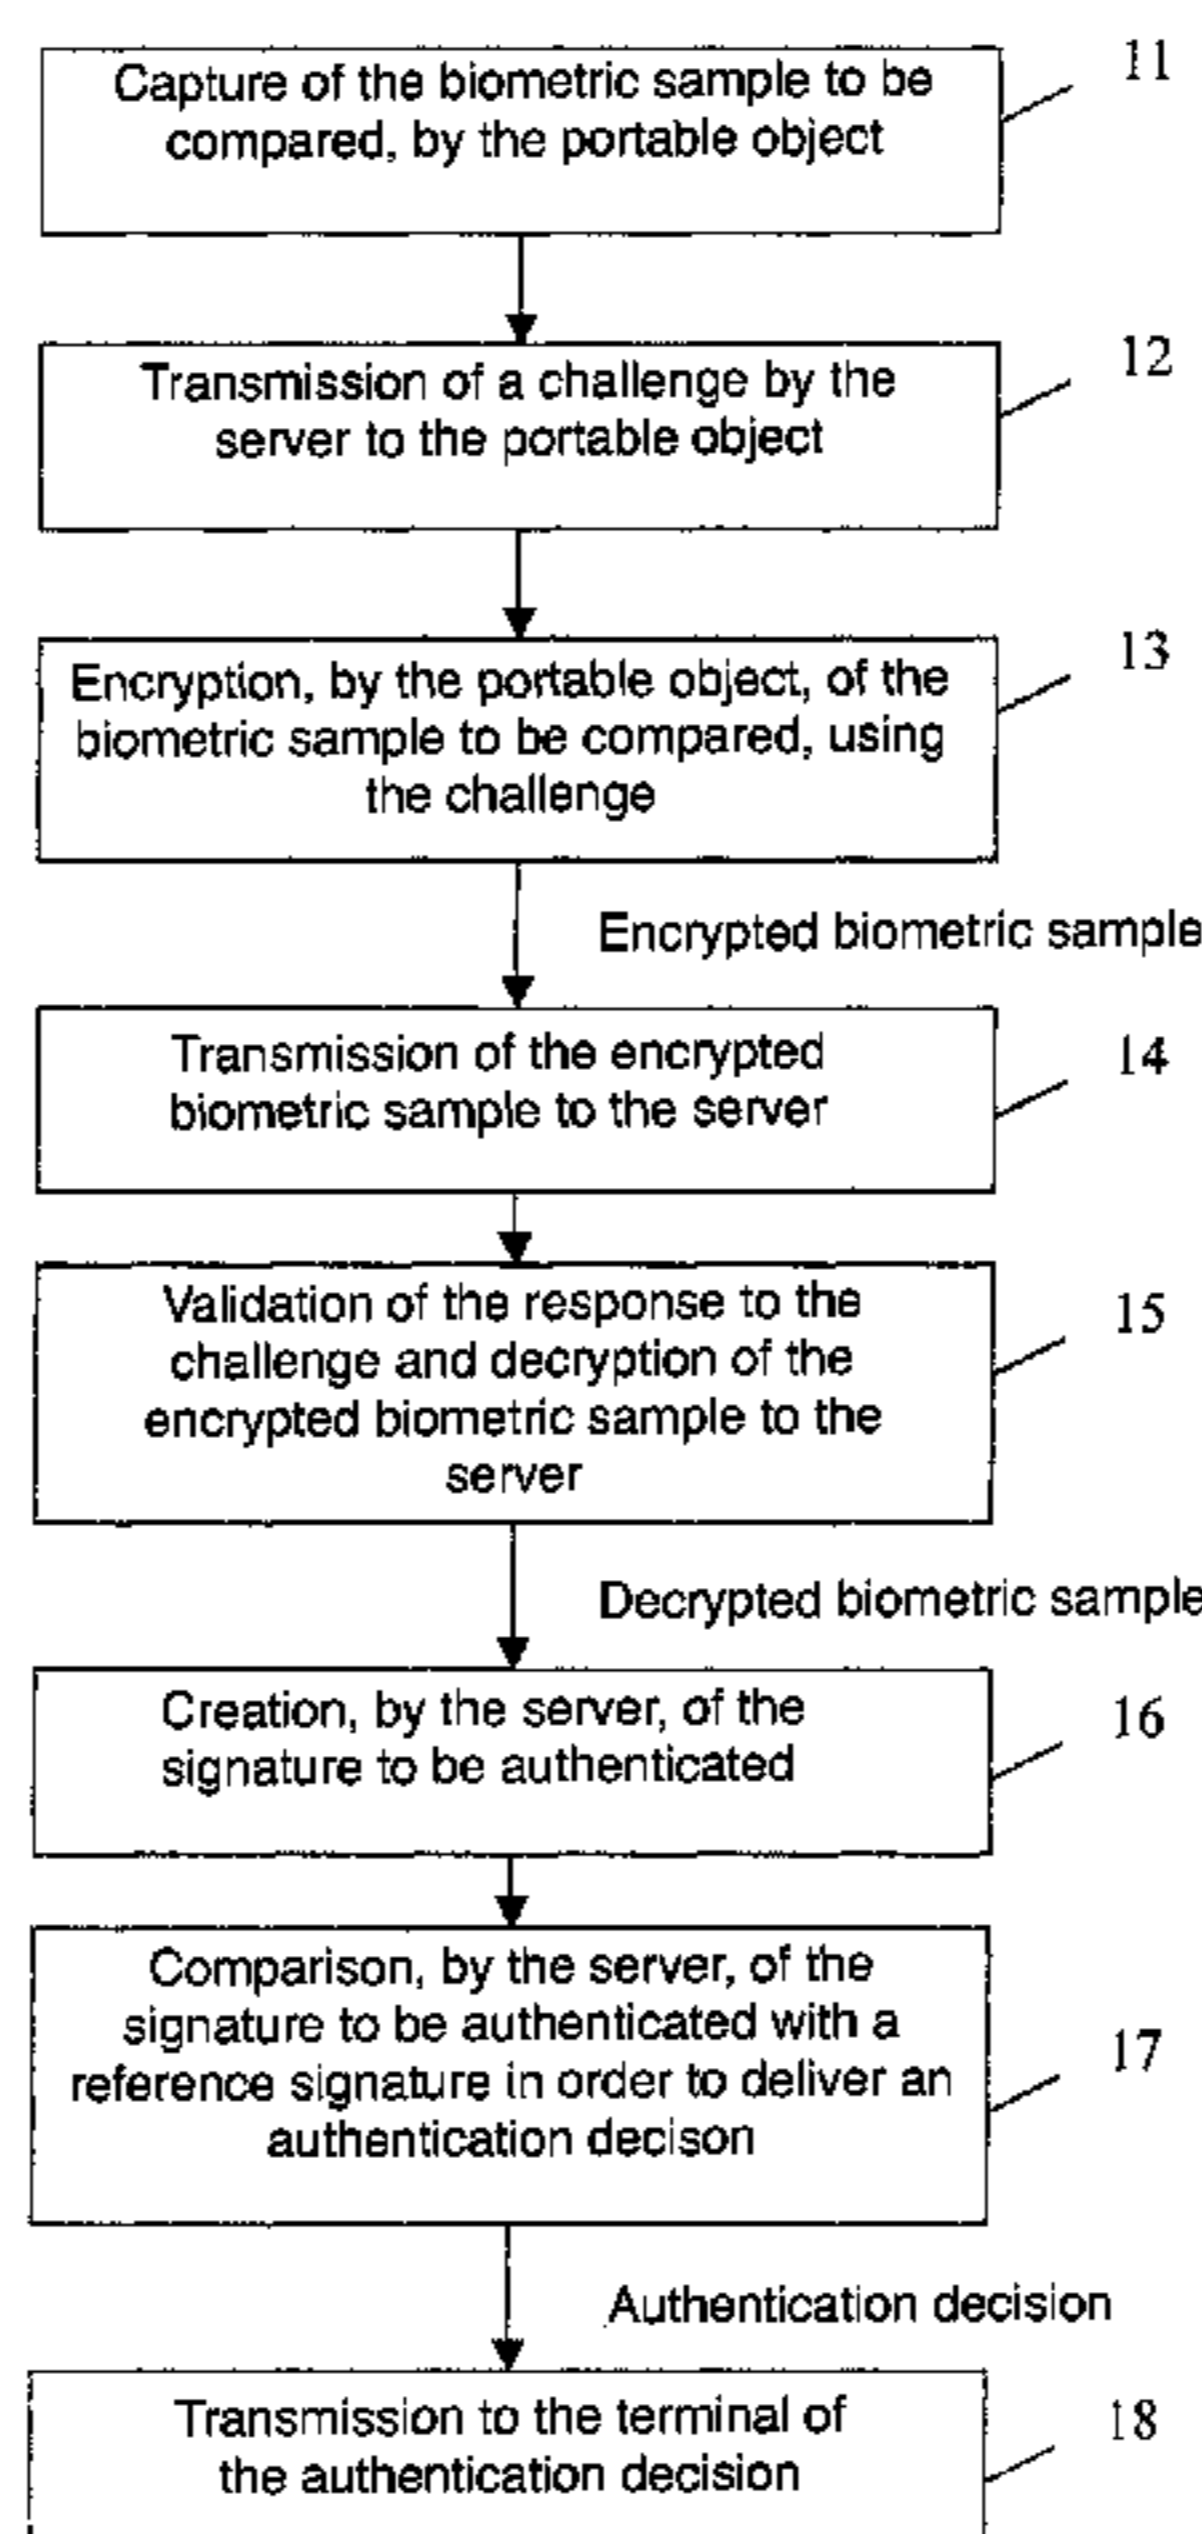 Capture of the biometric sample to be
compared, by the portable object
11
Transmission of a challenge by the
server to the portable object
12
Encryption, by the portable object, of the
biometric sample to be compared, using
the challenge
13
Encrypted biometric sample
Transmission of the encrypted
biometric sample to the server
14
Validation of the response to the
challenge and decryption of the
encrypted biometric sample to the
server
15
Decrypted biometric sample
Creation, by the server, of the
signature to be authenticated
16
Comparison, by the server, of the
signature to be authenticated with a
reference signature in order to deliver an
authentication decison
17
Authentication decision
Transmission to the terminal of
the authentication decision
18